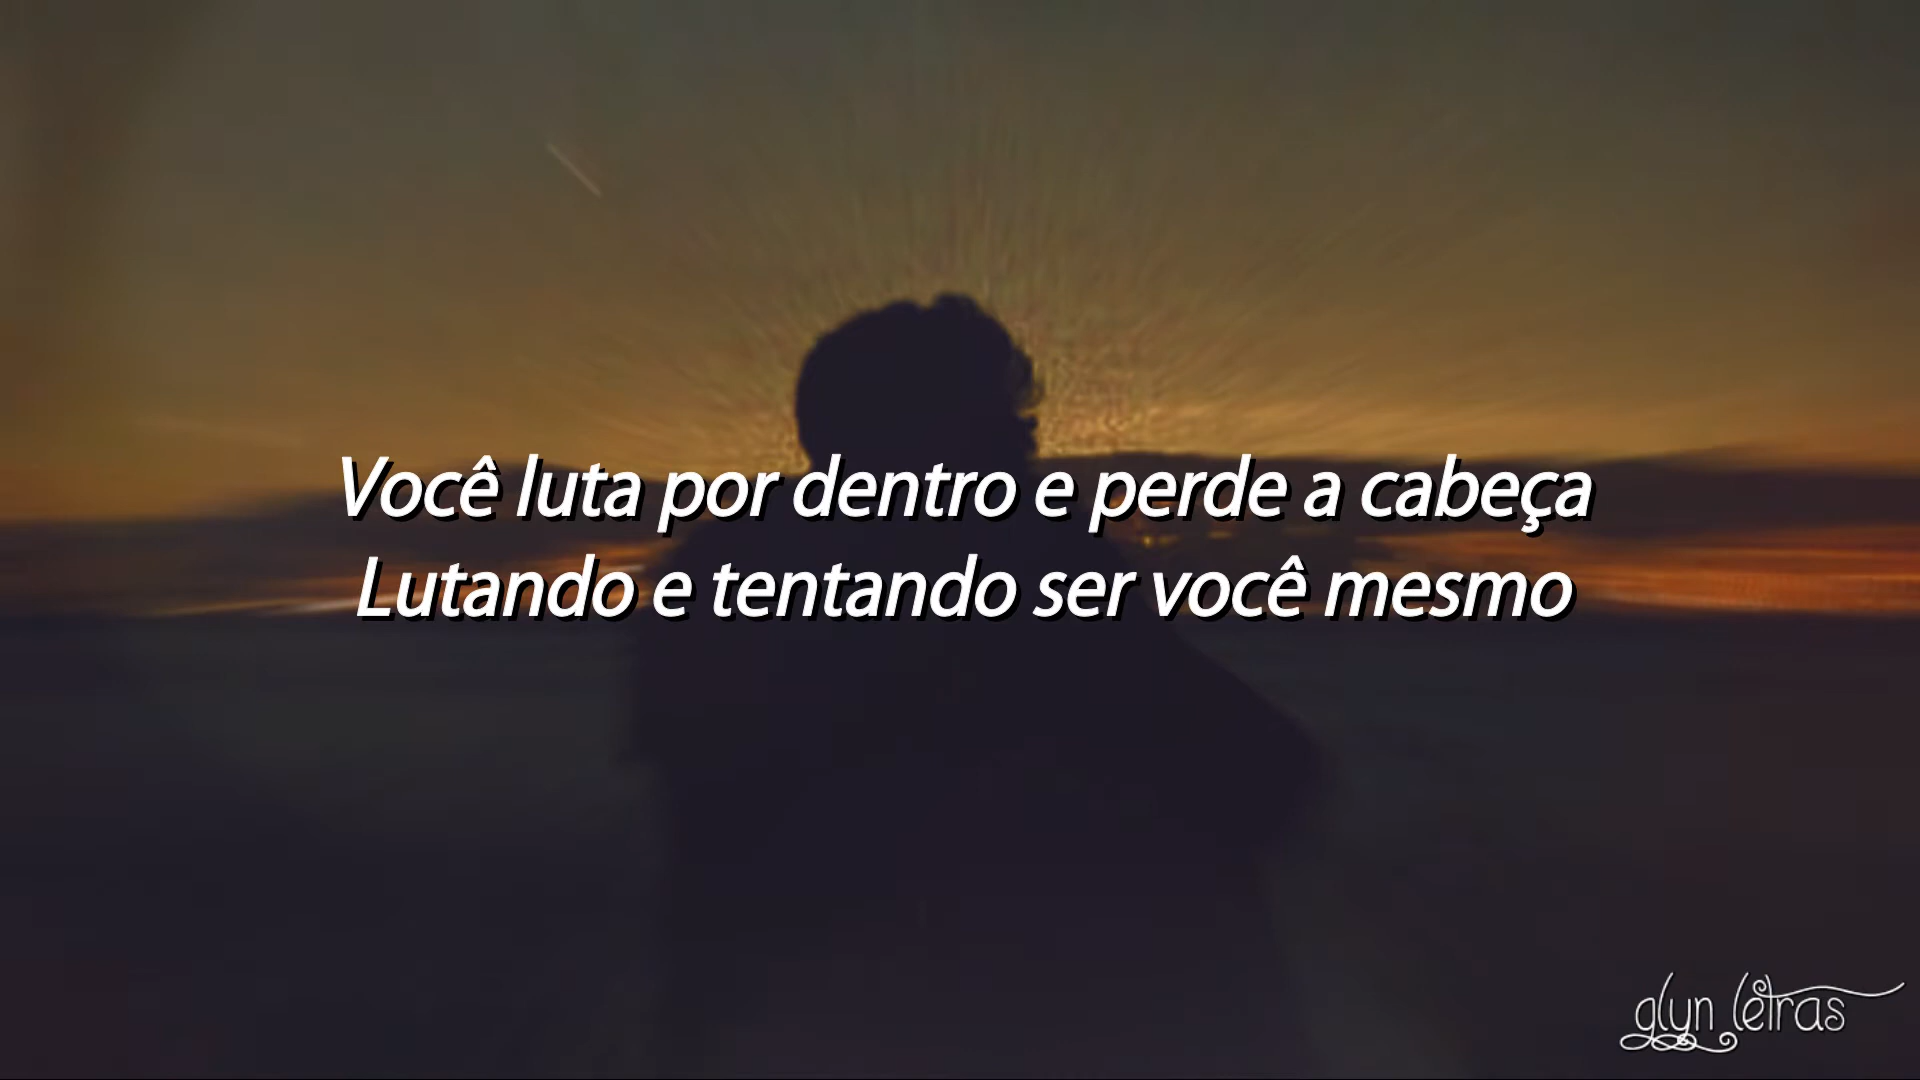 Você luta por dentro e perde a cabeça
Lutando e tentando ser você mesmo
glyn letras